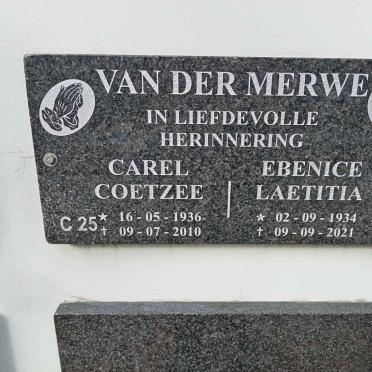 VAN DER MERWE
IN LIEFDEVOLLE
HERINNERING
CAREL
COETZEE
★ 16 - 05 - 1936
✝ 09 - 07 - 2010
EBENICE
LAETITIA
★ 02 - 09 - 1934
✝ 09 - 09 - 2021
C 25